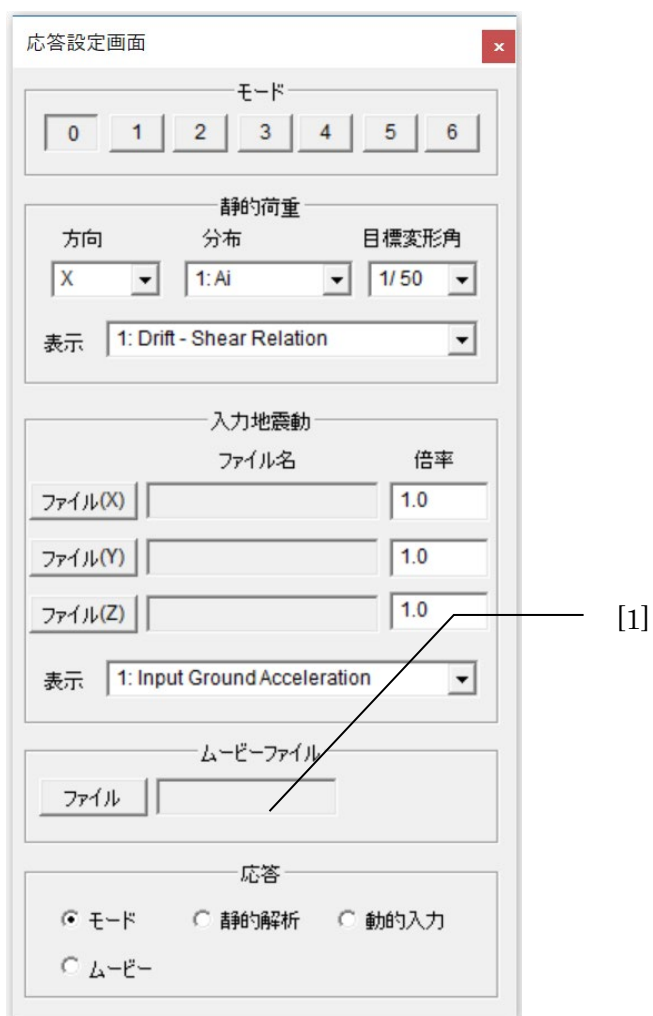 応答設定画面
モード
0 1 2 3 4 5 6
静的荷重
方向 分布 目標変形角
X 1: Ai 1/ 50
表示 1: Drift - Shear Relation
入力地震動
ファイル名 倍率
ファイル(X) 1.0
ファイル(Y) 1.0
ファイル(Z) 1.0
[1]
表示 1: Input Ground Acceleration
ムービーファイル
ファイル
応答
モード 静的解析 動的入力
ムービー